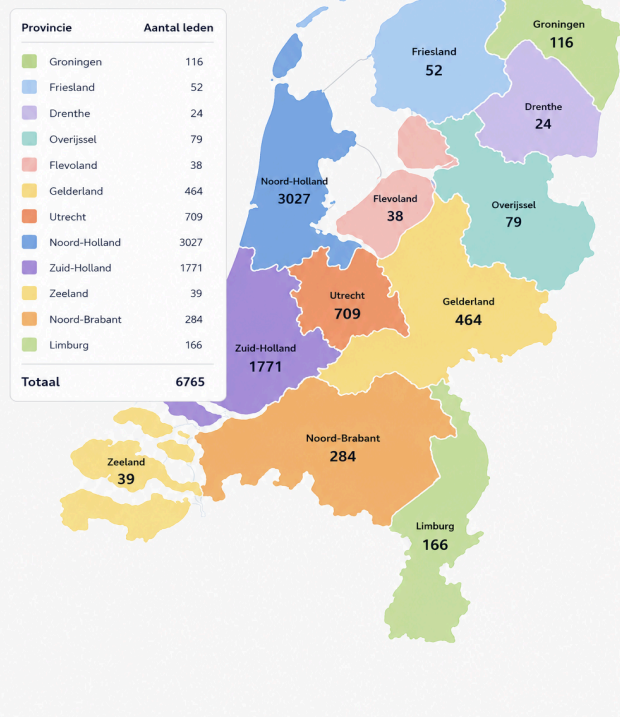 Provincie Aantal leden
Groningen 116
Friesland 52
Drenthe 24
Overijssel 79
Flevoland 38
Gelderland 464
Utrecht 709
Noord-Holland 3027
Zuid-Holland 1771
Zeeland 39
Noord-Brabant 284
Limburg 166
Totaal 6765
Groningen
116
Friesland
52
Drenthe
24
Noord-Holland
3027
Flevoland
38
Overijssel
79
Utrecht
709
Gelderland
464
Zuid-Holland
1771
Noord-Brabant
284
Zeeland
39
Limburg
166